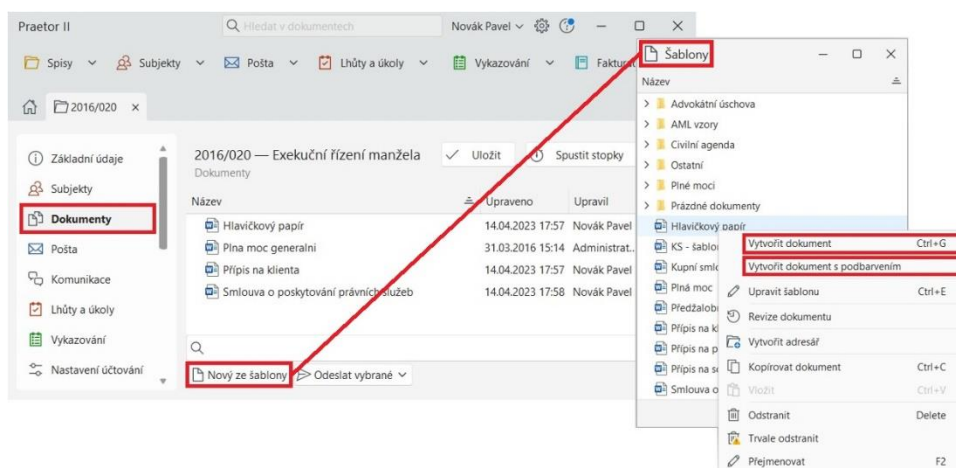 Praetor II
Hledat v dokumentech
Novák Pavel
Spisy
Subjekty
Pošta
Lhůty a úkoly
Vykazování
2016/020
Základní údaje
Subjekty
Dokumenty
Pošta
Komunikace
Lhůty a úkoly
Vykazování
Nastavení účtování
2016/020 — Exekuční řízení manžela
Uložit
Spustit stopky
Dokumenty
Název Upraveno Upravil
Hlavičkový papír 14.04.2023 17:57 Novák Pavel
Plna moc generalni 31.03.2016 15:14 Administrat..
Přípis na klienta 14.04.2023 17:57 Novák Pavel
Smlouva o poskytování právních služeb 14.04.2023 17:58 Novák Pavel
Nový ze šablony
Odeslat vybrané
Šablony
Název
Advokátní úschova
AML vzory
Civilní agenda
Ostatní
Plné moci
Prázdné dokumenty
Hlavičkový papír
KS - šablo
Kupní smlo
Plná moc
Předžalob
Přípis na kl
Přípis na p
Přípis na s
Smlouva o
Vytvořit dokument Ctrl+G
Vytvořit dokument s podbarvením
Upravit šablonu Ctrl+E
Revize dokumentu
Vytvořit adresář
Kopírovat dokument Ctrl+C
Vložit Ctrl+V
Odstranit Delete
Trvale odstranit
Přejmenovat F2